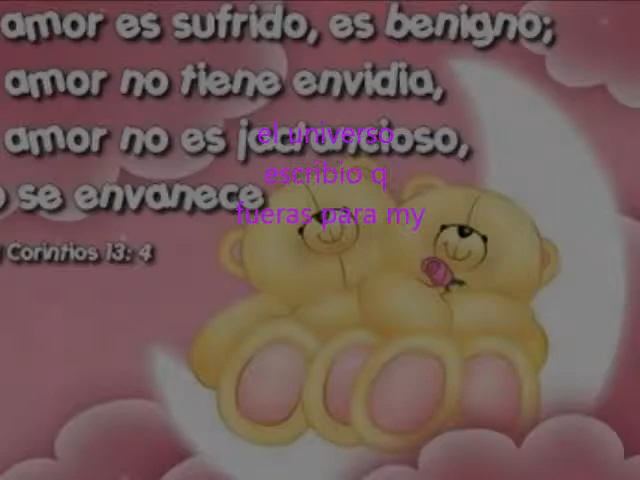 amor es sufrido, es benigno;
amor no tiene envidia,
amor no es jactancioso,
se envanece
Corintios 13: 4
el universo
escribio q
fueras para my